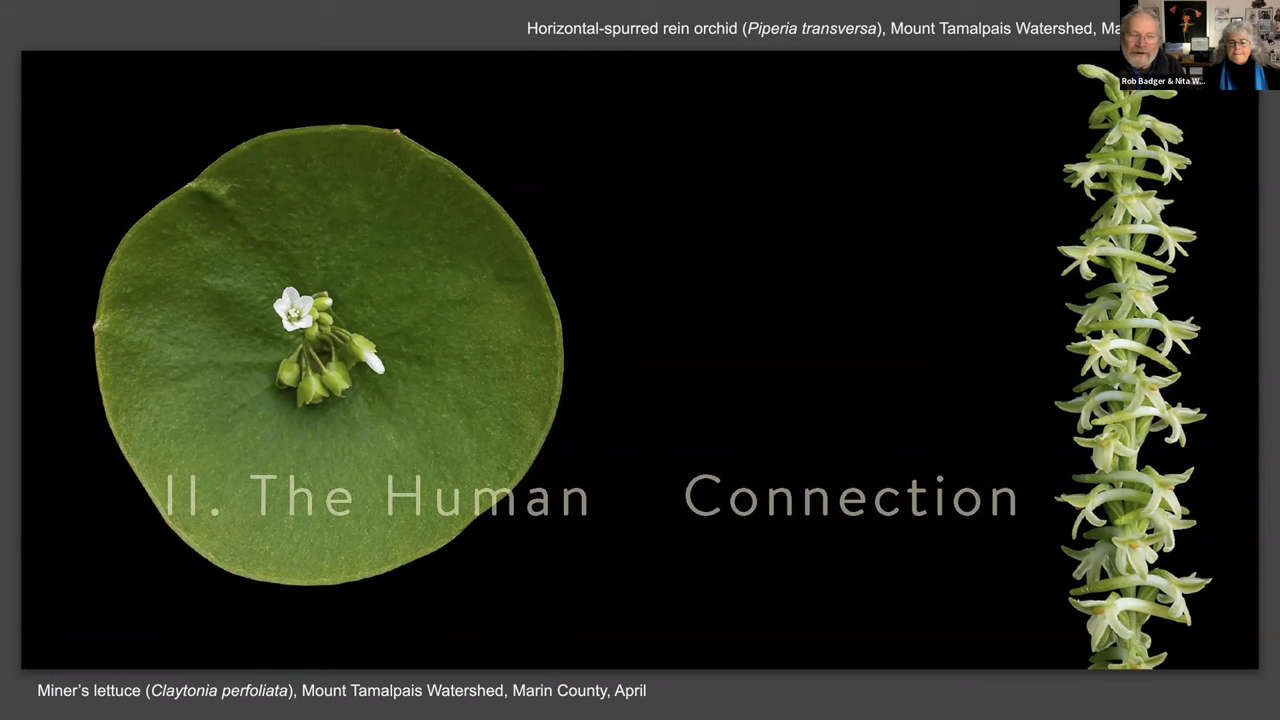 Horizontal-spurred rein orchid (Piperia transversa), Mount Tamalpais Watershed, Ma
Rob Badger & Nita W...
II. The Human Connection
Miner's lettuce (Claytonia perfoliata), Mount Tamalpais Watershed, Marin County, April